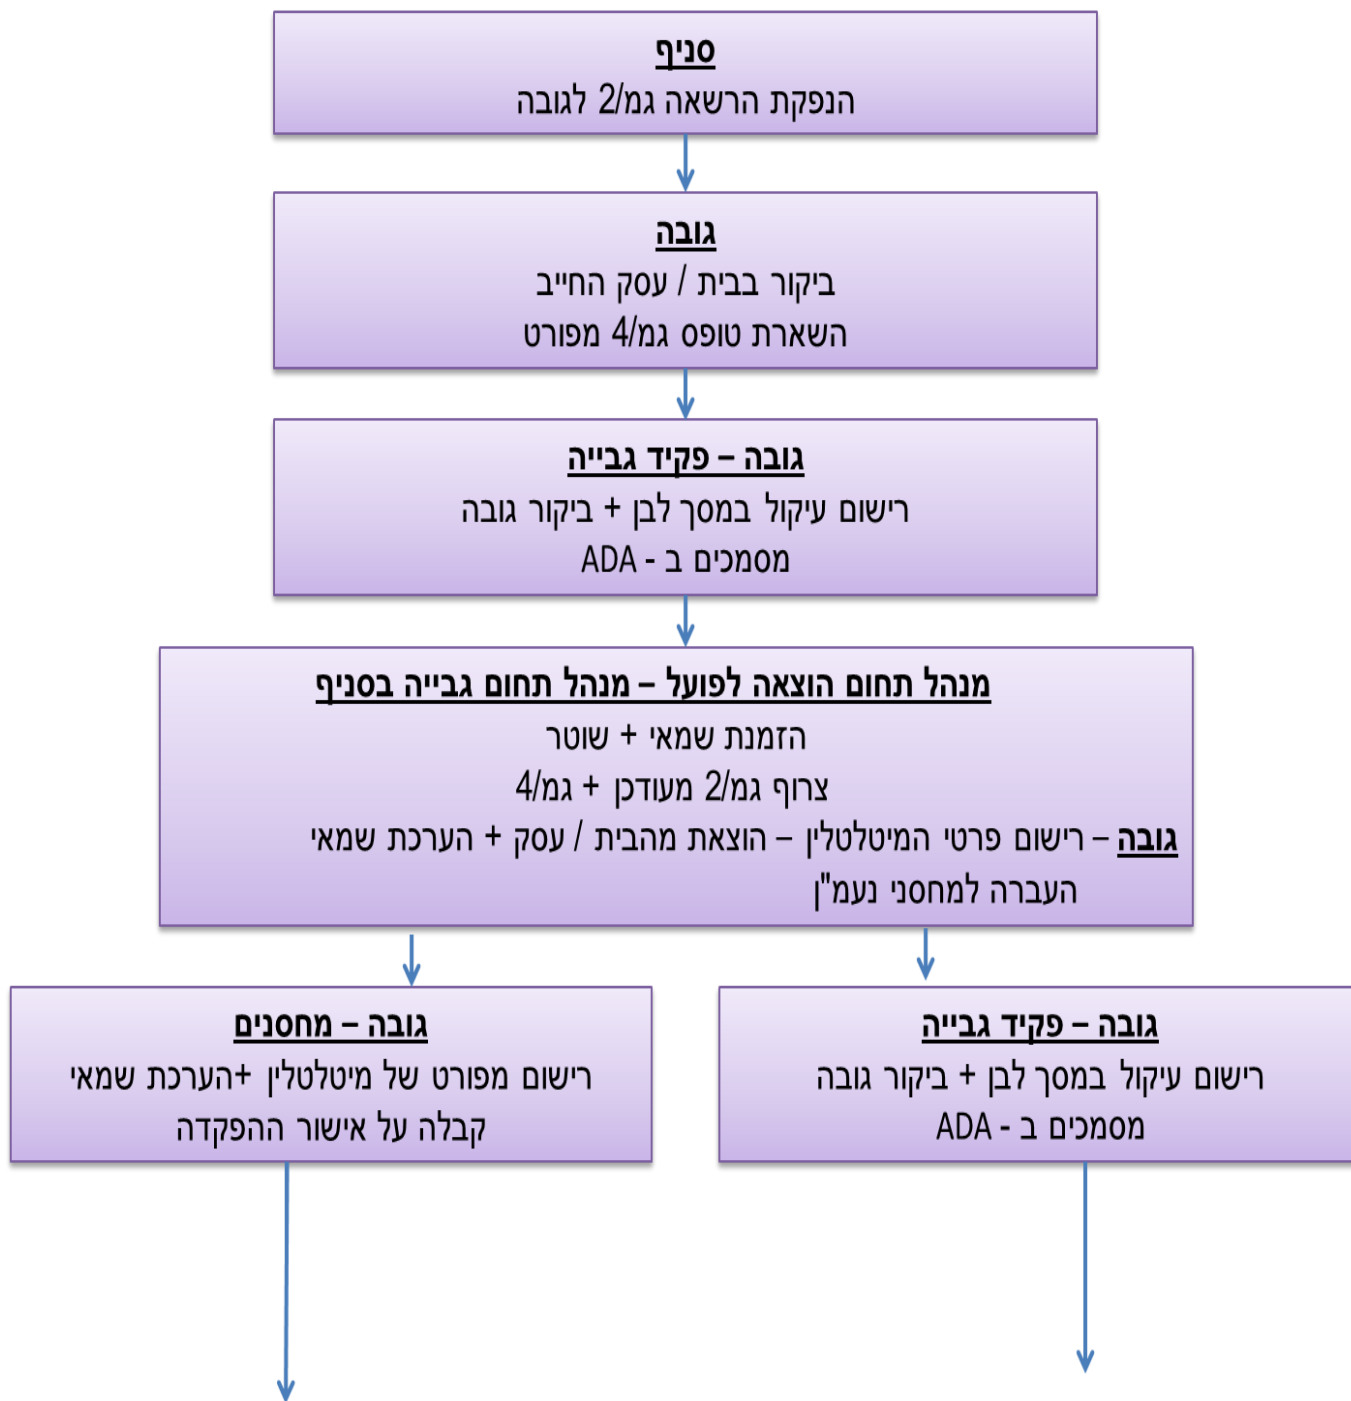 סניף
הנפקת הרשאה גמ/2 לגובה
גובה
ביקור בבית / עסק החייב
השארת טופס גמ/4 מפורט
גובה – פקיד גבייה
רישום עיקול במסך לבן + ביקור גובה
מסמכים ב - ADA
מנהל תחום הוצאה לפועל – מנהל תחום גבייה בסניף
הזמנת שמאי + שוטר
צרוף גמ/2 מעודכן + גמ/4
גובה – רישום פרטי המיטלטלין – הוצאת מהבית / עסק + הערכת שמאי
העברה למחסני נעמ"ן
גובה – פקיד גבייה
רישום עיקול במסך לבן + ביקור גובה
מסמכים ב - ADA
גובה – מחסנים
רישום מפורט של מיטלטלין +הערכת שמאי
קבלה על אישור ההפקדה